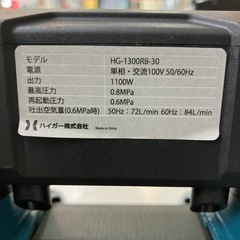 モデル HG-1300RB-30
電源 単相・交流100V 50/60Hz
出力 1100W
最高圧力 0.8MPa
再起動圧力 0.6MPa
吐出空気量(0.6MPa時) 50Hz:72L/min 60Hz:84L/min
ハイガー株式会社 Made in China